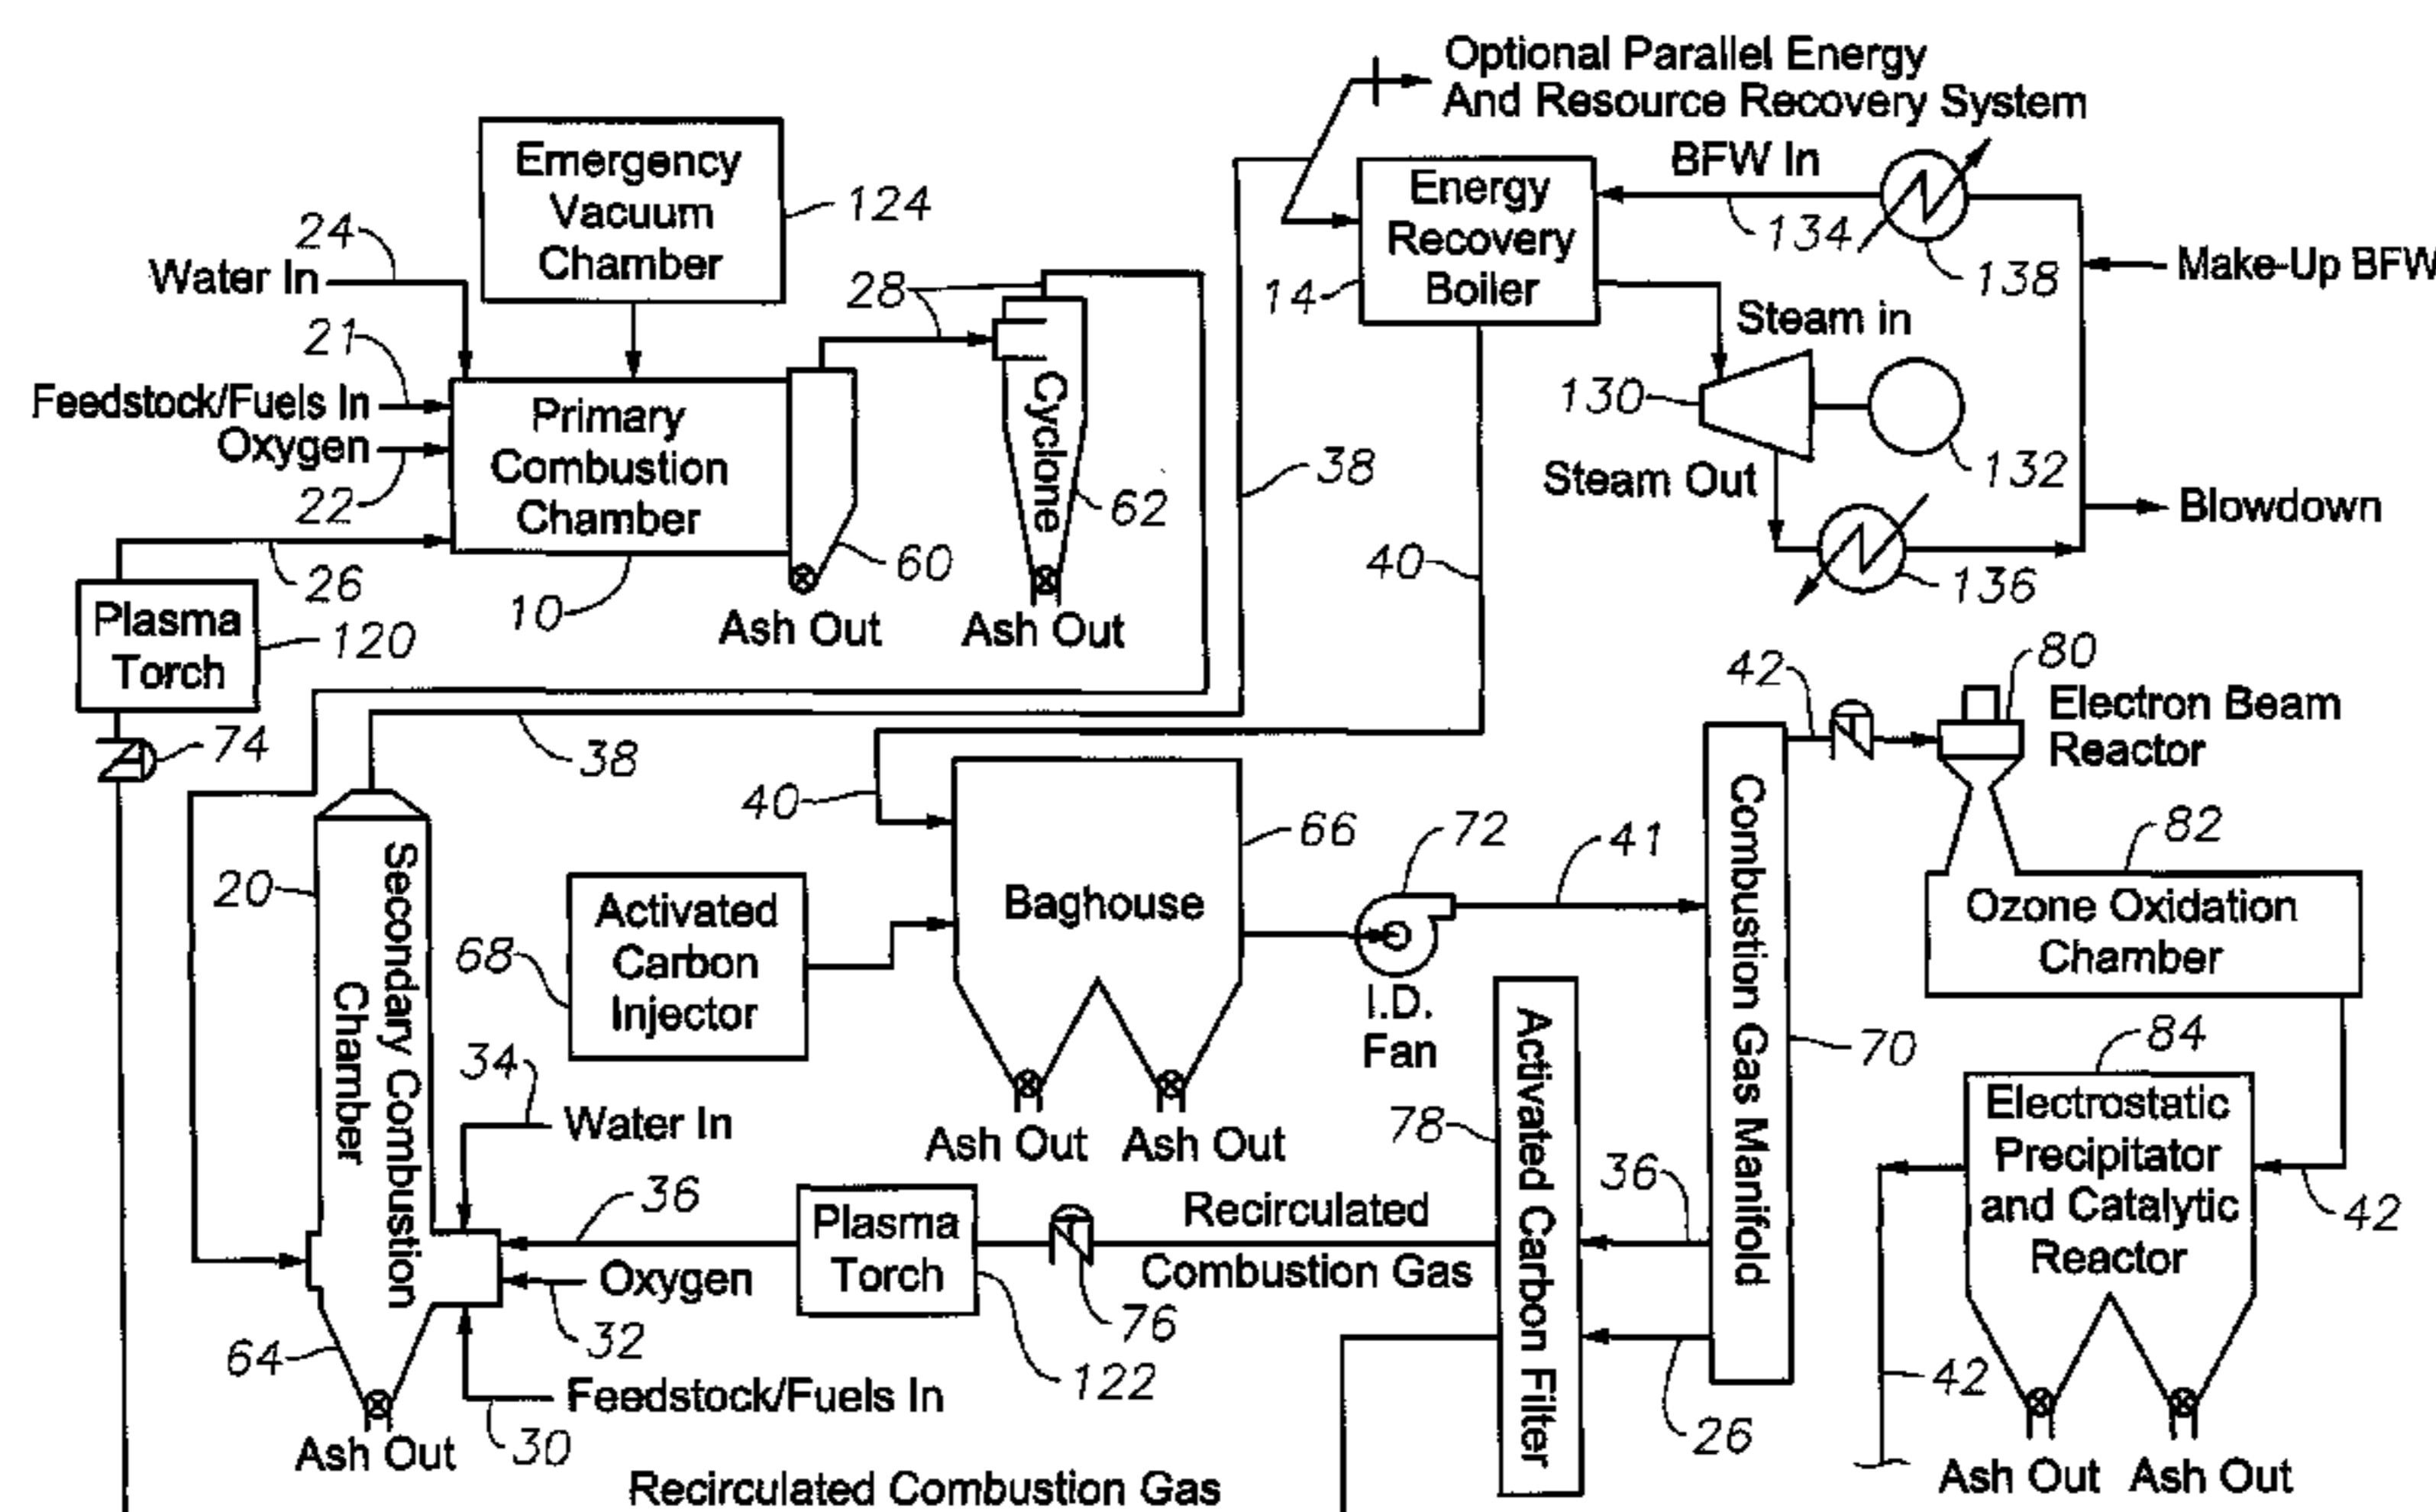 Optional Parallel Energy
And Resource Recovery System
Emergency
Vacuum
Chamber
124
24
Water In
21
Feedstock/Fuels In
Oxygen
22
Primary
Combustion
Chamber
10
26
Plasma
Torch
120
74
28
60
Ash Out
Cyclone
62
Ash Out
38
38
Energy
Recovery
Boiler
14
BFW In
134
138
Make-Up BFW
Steam in
130
132
Steam Out
136
Blowdown
40
40
Secondary Combustion
Chamber
20
64
Ash Out
34
Water In
36
Oxygen
32
Feedstock/Fuels In
30
Activated
Carbon
Injector
68
Baghouse
66
Ash Out
Ash Out
72
I.D.
Fan
41
Plasma
Torch
122
76
Recirculated
Combustion Gas
Activated Carbon Filter
78
36
26
Combustion Gas Manifold
70
42
80
Electron Beam
Reactor
82
Ozone Oxidation
Chamber
84
Electrostatic
Precipitator
and Catalytic
Reactor
42
42
Ash Out
Ash Out
Recirculated Combustion Gas